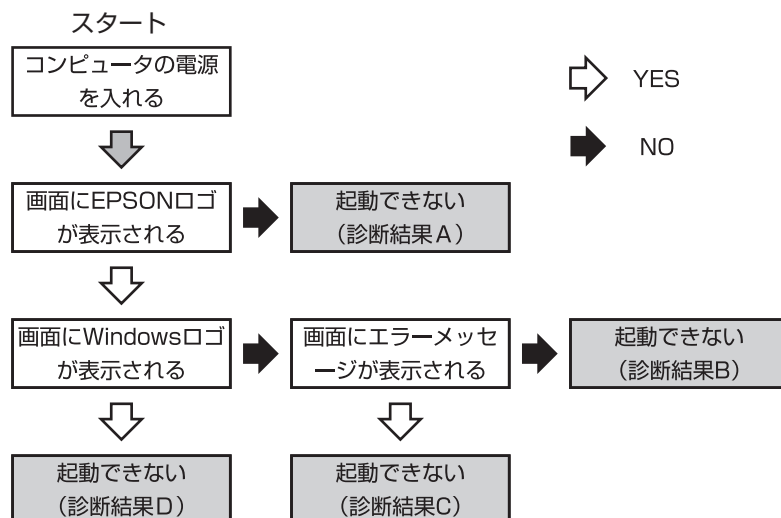 スタート
コンピュータの電源
を入れる
YES
NO
画面にEPSONロゴ
が表示される
起動できない
(診断結果A)
画面にWindowsロゴ
が表示される
画面にエラーメッセ
ージが表示される
起動できない
(診断結果B)
起動できない
(診断結果D)
起動できない
(診断結果C)